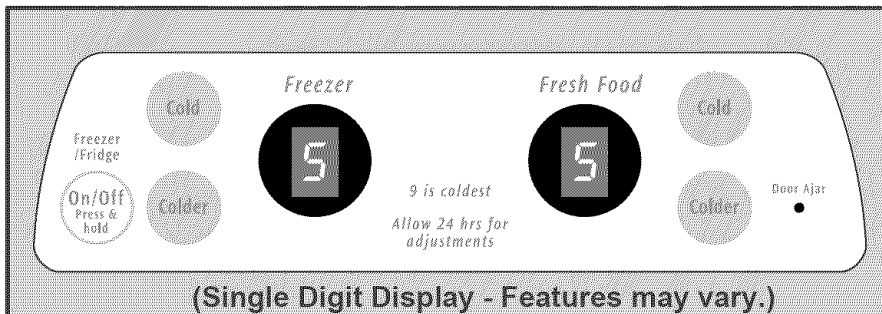 Freezer
Fresh Food
Cold
Cold
Freezer
/Fridge
5
5
On/Off
Press &
hold
Colder
9 is coldest
Allow 24 hrs for
adjustments
Colder
Door Ajar
(Single Digit Display - Features may vary.)